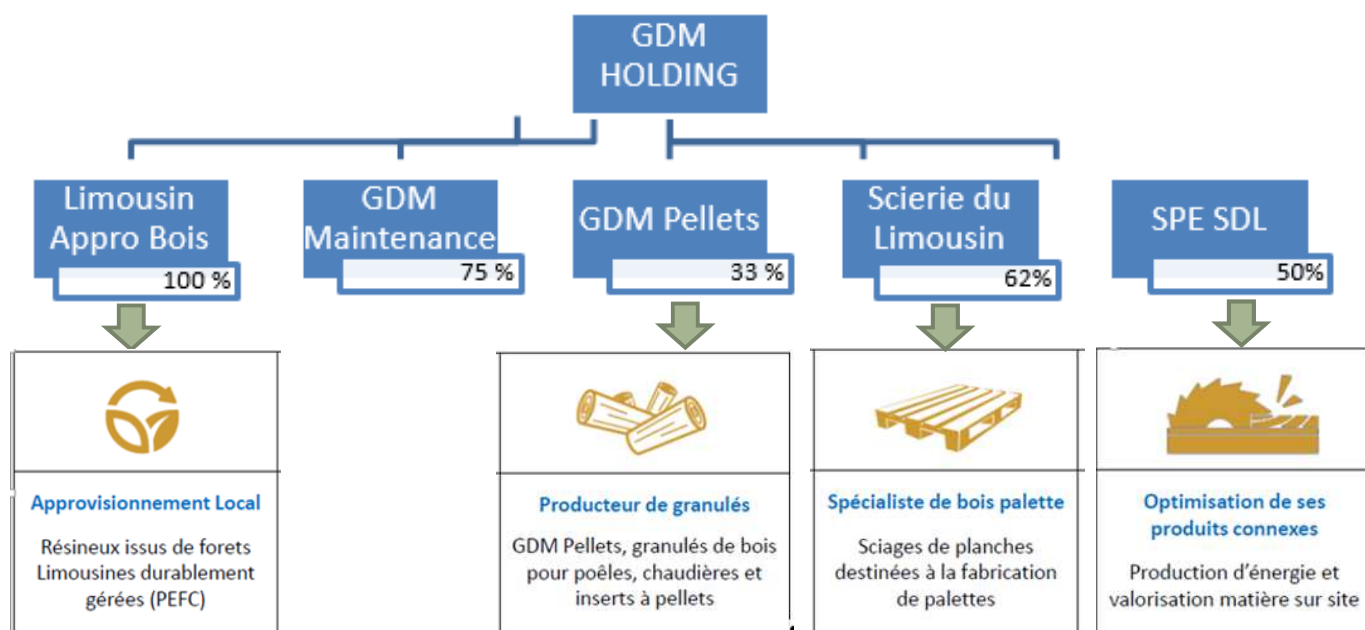 GDM
HOLDING
Limousin
Appro Bois
100 %
GDM
Maintenance
75 %
GDM Pellets
33 %
Scierie du
Limousin
62%
SPE SDL
50%
Approvisionnement Local
Résineux issus de forets
Limousines durablement
gérées (PEFC)
Producteur de granulés
GDM Pellets, granulés de bois
pour poêles, chaudières et
inserts à pellets
Spécialiste de bois palette
Sciages de planches
destinées à la fabrication
de palettes
Optimisation de ses
produits connexes
Production d’énergie et
valorisation matière sur site